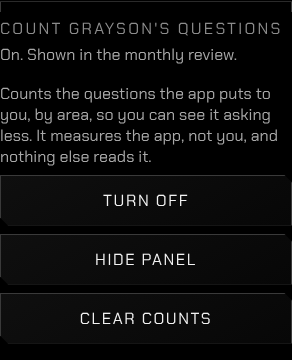 COUNT GRAYSON'S QUESTIONS
On. Shown in the monthly review.
Counts the questions the app puts to
you, by area, so you can see it asking
less. It measures the app, not you, and
nothing else reads it.
TURN OFF
HIDE PANEL
CLEAR COUNTS